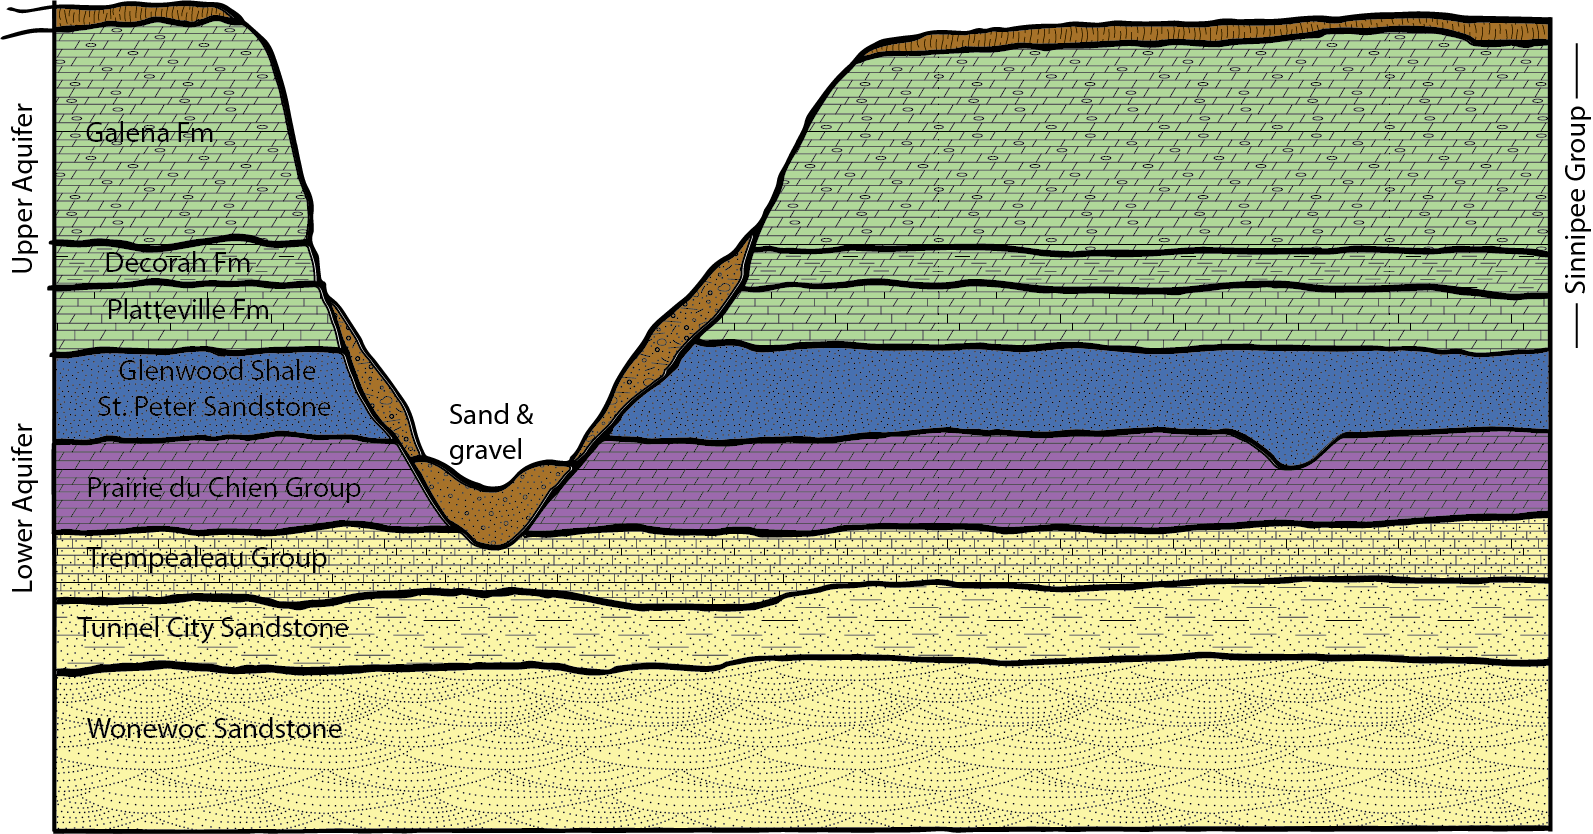 Upper Aquifer
Lower Aquifer
Galena Fm
Decorah Fm
Platteville Fm
Glenwood Shale
St. Peter Sandstone
Prairie du Chien Group
Trempealeau Group
Tunnel City Sandstone
Wonewoc Sandstone
Sand &
gravel
Sinnipee Group